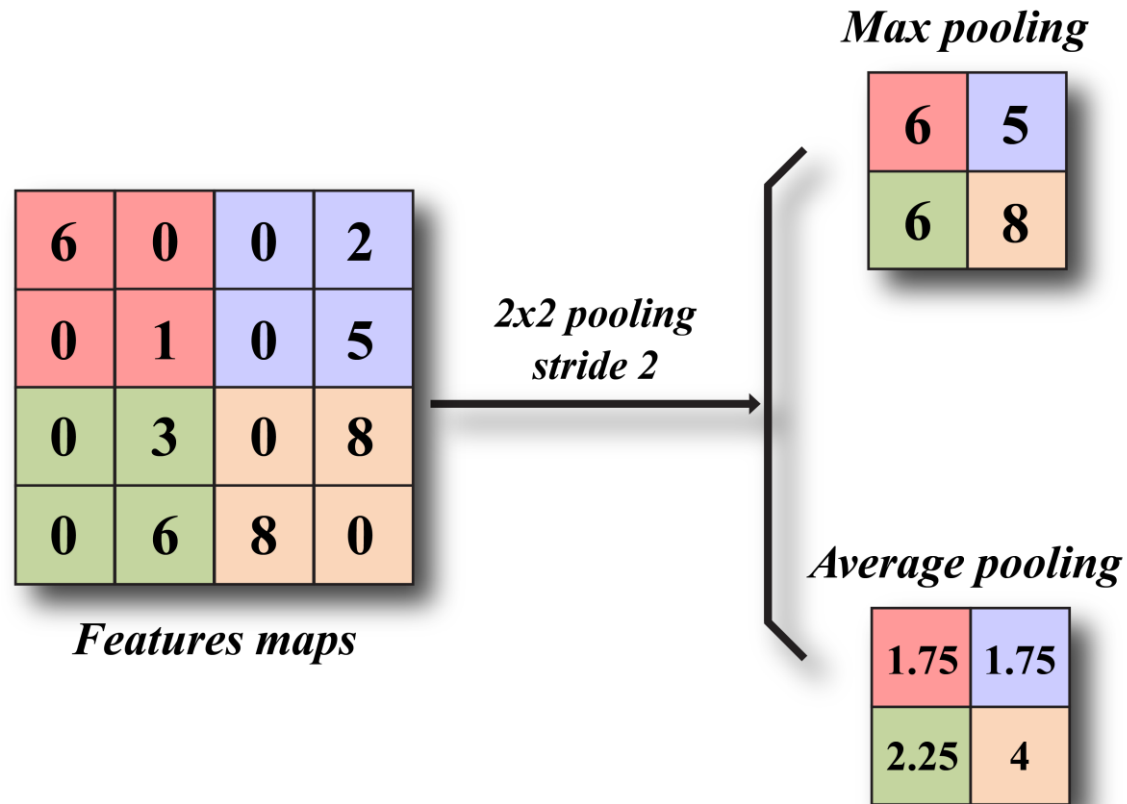 Max pooling
6 5
6 8
6 0 0 2
0 1 0 5
0 3 0 8
0 6 8 0
Features maps
2x2 pooling
stride 2
Average pooling
1.75 1.75
2.25 4